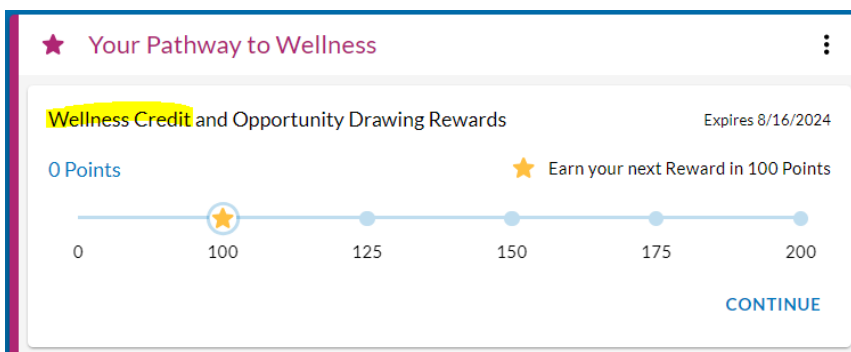 Your Pathway to Wellness
Wellness Credit and Opportunity Drawing Rewards
Expires 8/16/2024
0 Points
Earn your next Reward in 100 Points
0 100 125 150 175 200
CONTINUE